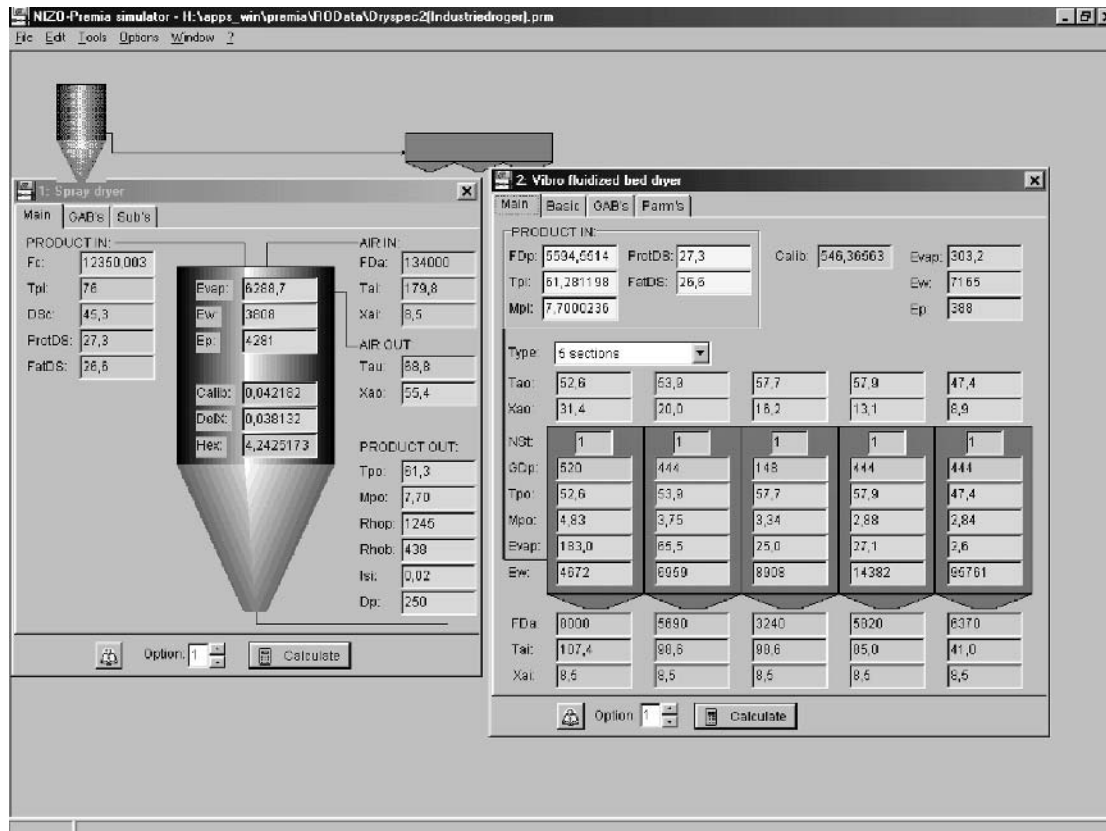 NIZO-Premia simulator - H:\apps_win\premia\ROData\Dryspec2(Industriedroger).prm
File Edit Tools Options Window ?
1: Spray dryer
Main GAB's Sub's
PRODUCT IN:
Fc: 12350,003
Tpi: 76
DSc: 45,3
ProtDS: 27,3
FatDS: 26,6
Evap: 6288,7
Ew: 3808
Ep: 4281
Calib: 0,042182
DelX: 0,038132
Hex: 4,2425173
AIR IN:
FDa: 134000
Tai: 179,8
Xai: 8,5
AIR OUT
Tau: 68,8
Xao: 55,4
PRODUCT OUT:
Tpo: 61,3
Mpo: 7,70
Rhop: 1245
Rhob: 438
Isi: 0,02
Dp: 250
Option: 1 Calculate
2: Vibro fluidized bed dryer
Main Basic GAB's Parm's
PRODUCT IN:
FDp: 5594,5514 ProtDS: 27,3 Calib: 546,36563 Evap: 303,2
Tpi: 61,281198 FatDS: 26,6 Ew: 7165
Mpi: 7,7000236 Ep: 388
Type: 5 sections
Tao: 52,6 53,9 57,7 57,9 47,4
Xao: 31,4 20,0 16,2 13,1 8,9
NSt: 1 1 1 1 1
GDp: 520 444 148 444 444
Tpo: 52,6 53,9 57,7 57,9 47,4
Mpo: 4,83 3,75 3,34 2,88 2,84
Evap: 183,0 65,5 25,0 27,1 2,6
Ew: 4672 6959 8908 14382 95761
FDa: 8000 5690 3240 5820 6370
Tai: 107,4 98,6 98,6 85,0 41,0
Xai: 8,5 8,5 8,5 8,5 8,5
Option 1 Calculate